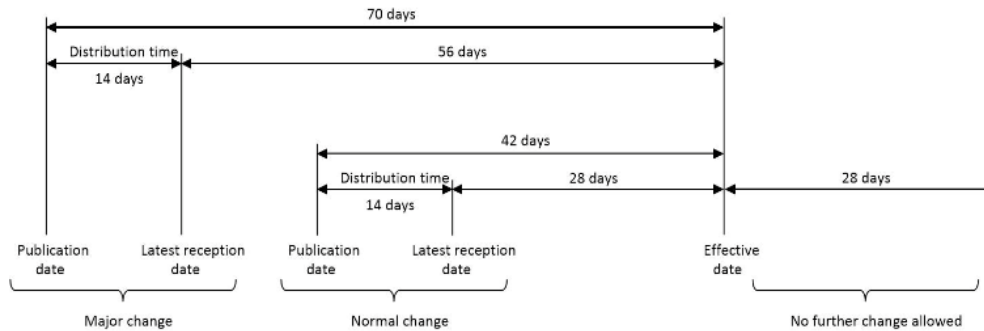 70 days
Distribution time
56 days
14 days
42 days
Distribution time
28 days
28 days
14 days
Publication date
Latest reception date
Publication date
Latest reception date
Effective date
Major change
Normal change
No further change allowed